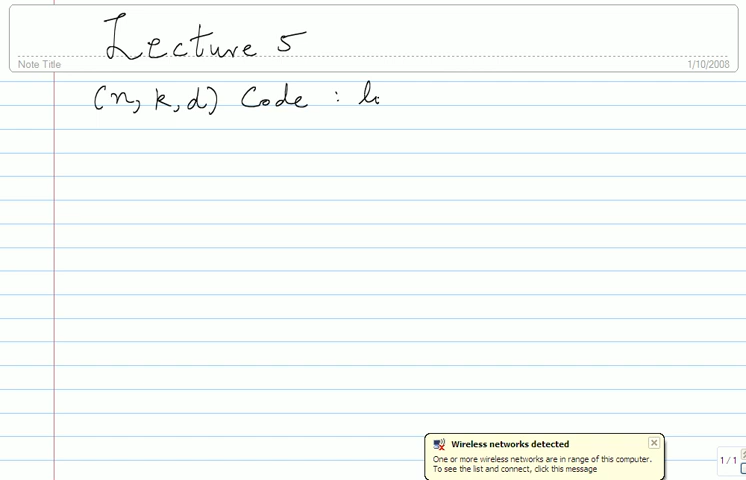 Lecture 5
Note Title
1/10/2008
(n, k, d) Code :
Wireless networks detected
One or more wireless networks are in range of this computer.
To see the list and connect, click this message
1 / 1